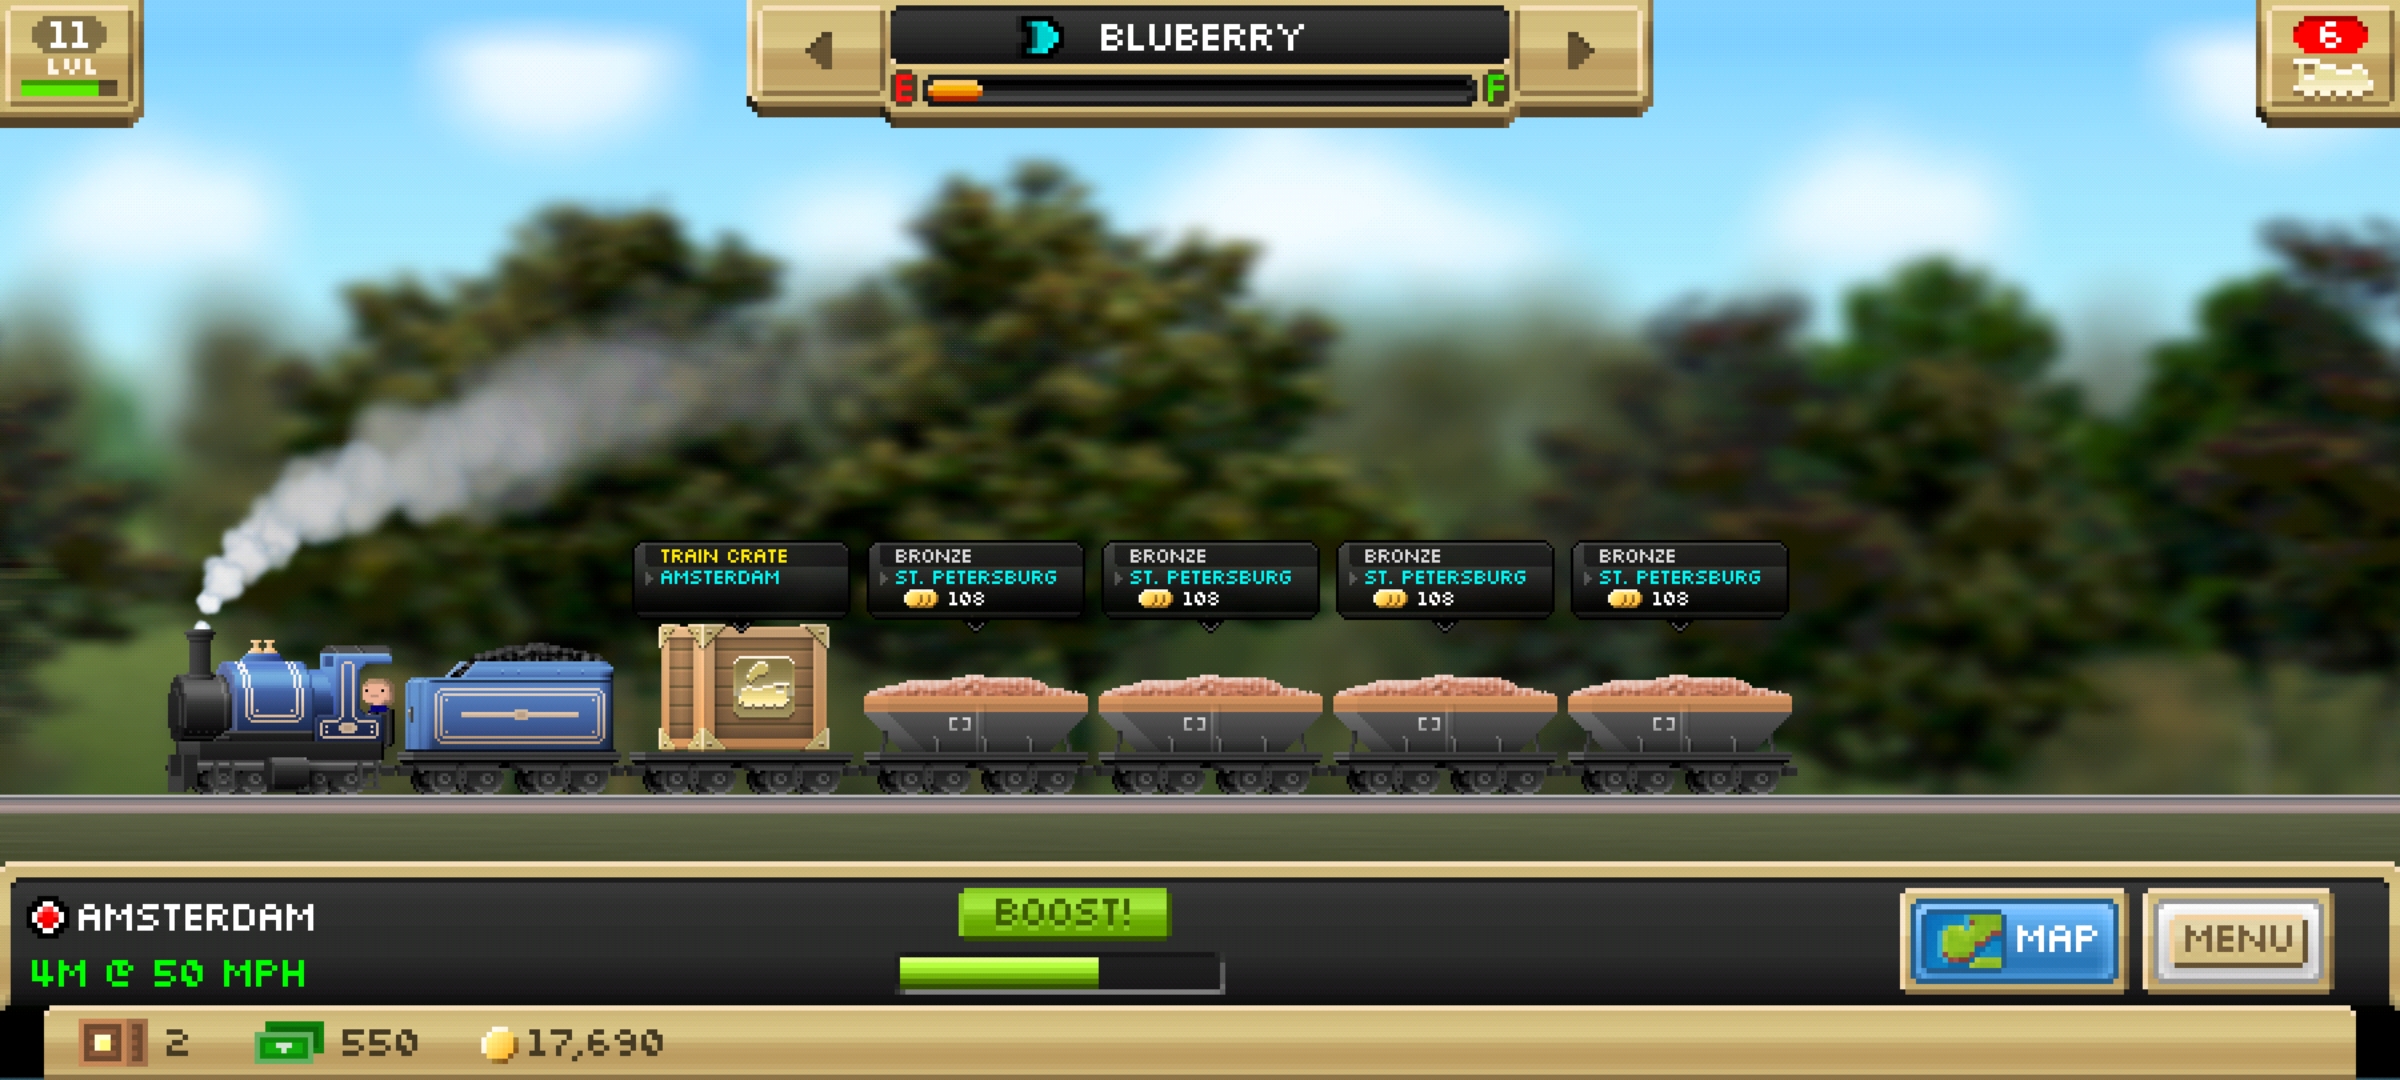 11
LVL
BLUBERRY
E
F
6
TRAIN CRATE
AMSTERDAM
BRONZE
ST. PETERSBURG
108
BRONZE
ST. PETERSBURG
108
BRONZE
ST. PETERSBURG
108
BRONZE
ST. PETERSBURG
108
AMSTERDAM
4M @ 50 MPH
BOOST!
MAP
MENU
2
550
17,690